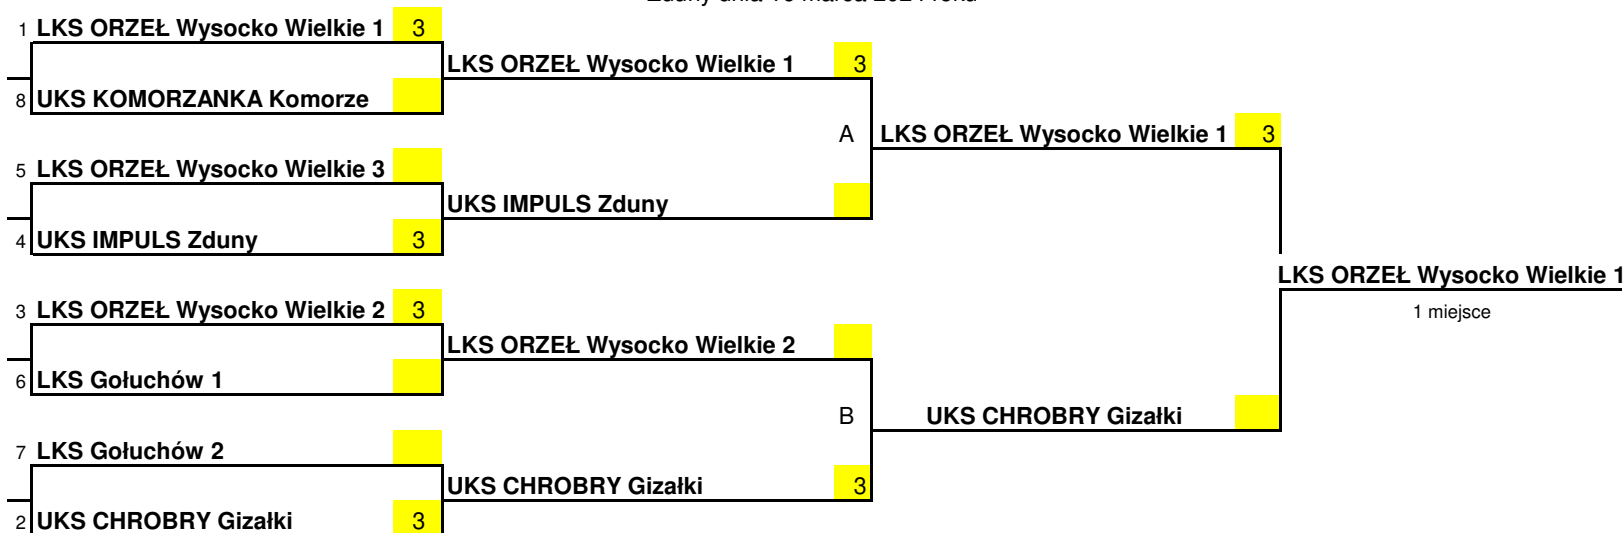 1 LKS ORZEŁ Wysocko Wielkie 1 3
LKS ORZEŁ Wysocko Wielkie 1 3
8 UKS KOMORZANKA Komorze
A LKS ORZEŁ Wysocko Wielkie 1 3
5 LKS ORZEŁ Wysocko Wielkie 3
UKS IMPULS Zduny
4 UKS IMPULS Zduny 3
LKS ORZEŁ Wysocko Wielkie 1
3 LKS ORZEŁ Wysocko Wielkie 2 3
1 miejsce
LKS ORZEŁ Wysocko Wielkie 2
6 LKS Gołuchów 1
B UKS CHROBRY Gizałki
7 LKS Gołuchów 2
UKS CHROBRY Gizałki 3
2 UKS CHROBRY Gizałki 3